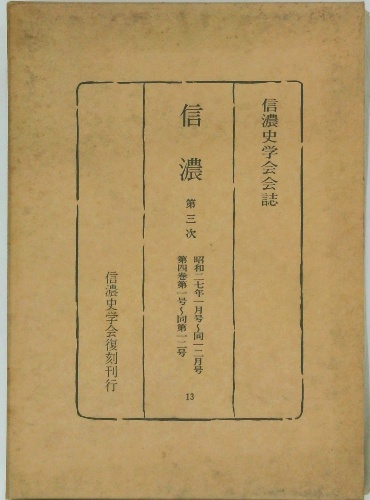 信濃史学会会誌
信濃
第三次
昭和二七年一月号〜同一二月号
第四巻第一号〜同第一二号
13
信濃史学会復刻刊行